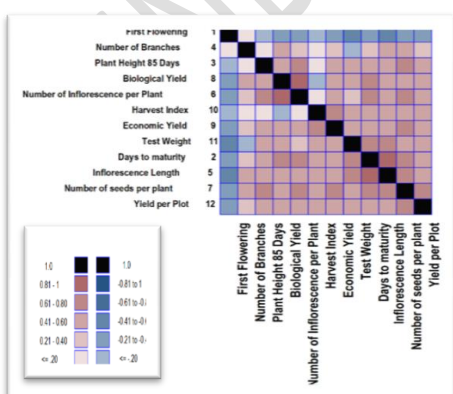 First Flowering 1
Number of Branches 4
Plant Height 85 Days 3
Biological Yield 8
Number of Inflorescence per Plant 6
Harvest Index 10
Economic Yield 9
Test Weight 11
Days to maturity 2
Inflorescence Length 5
Number of seeds per plant 7
Yield per Plot 12
First Flowering
Number of Branches
Plant Height 85 Days
Biological Yield
Number of Inflorescence per Plant
Harvest Index
Economic Yield
Test Weight
Days to maturity
Inflorescence Length
Number of seeds per plant
Yield per Plot
1.0 1.0
0.81 - 1 -0.81 to 1
0.61 - 0.80 -0.61 to -0.
0.41 - 0.60 -0.41 to -0.
0.21 - 0.40 -0.21 to -0.
<= .20 <= -.20